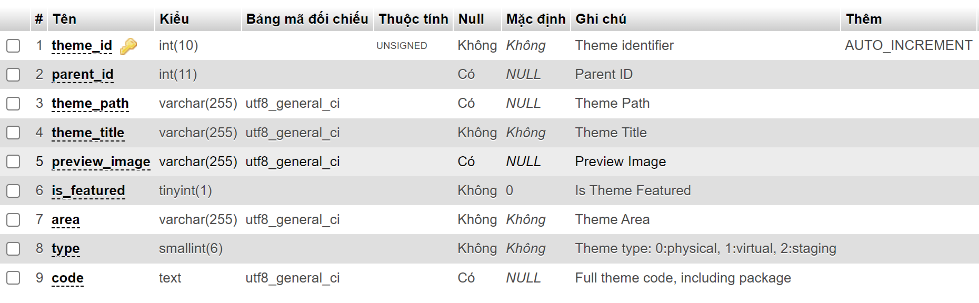 # Tên Kiểu Bảng mã đối chiếu Thuộc tính Null Mặc định Ghi chú Thêm
1 theme_id int(10) UNSIGNED Không Không Theme identifier AUTO_INCREMENT
2 parent_id int(11) Có NULL Parent ID
3 theme_path varchar(255) utf8_general_ci Có NULL Theme Path
4 theme_title varchar(255) utf8_general_ci Không Không Theme Title
5 preview_image varchar(255) utf8_general_ci Có NULL Preview Image
6 is_featured tinyint(1) Không 0 Is Theme Featured
7 area varchar(255) utf8_general_ci Không Không Theme Area
8 type smallint(6) Không Không Theme type: 0:physical, 1:virtual, 2:staging
9 code text utf8_general_ci Có NULL Full theme code, including package